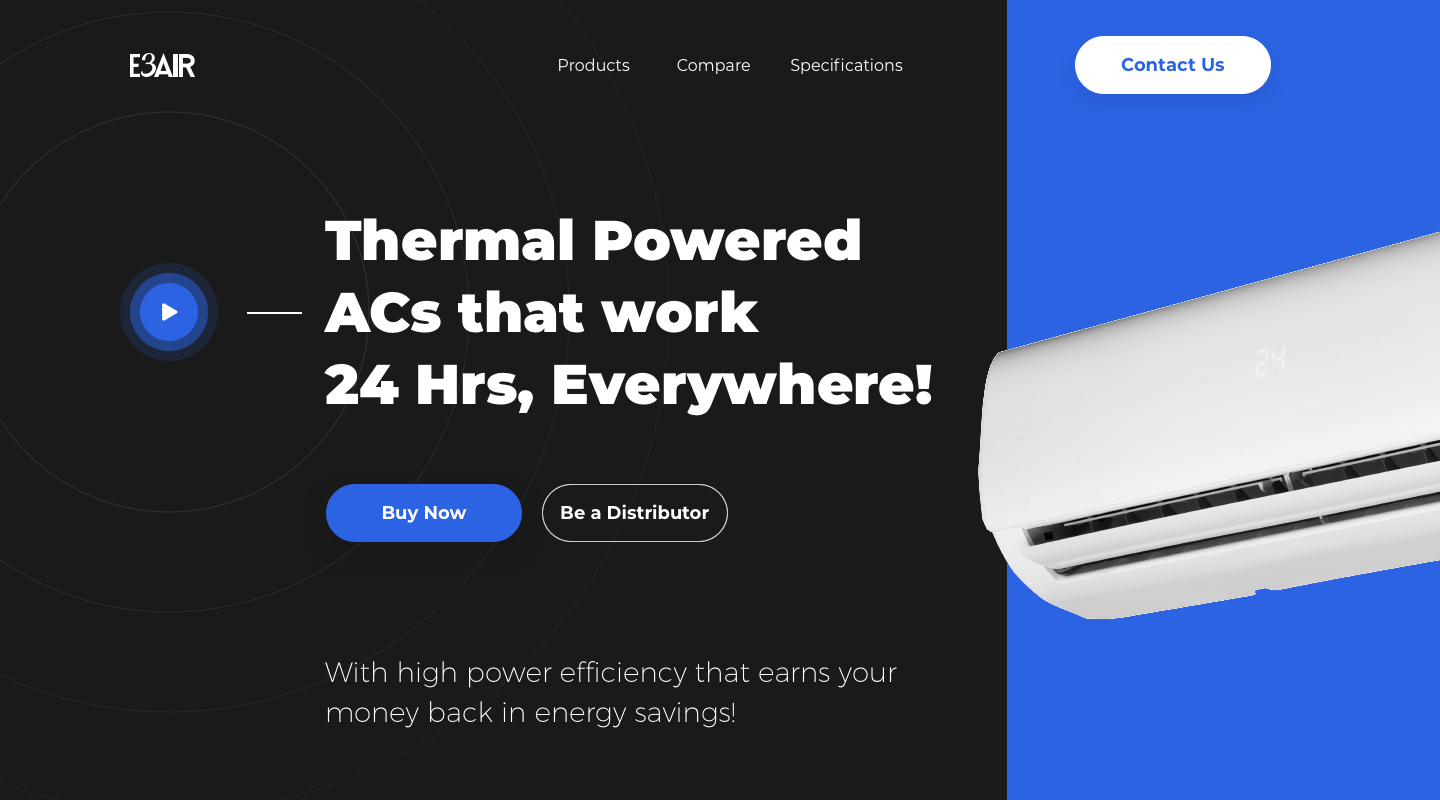 E3AIR
Products Compare Specifications
Contact Us
Thermal Powered
ACs that work
24 Hrs, Everywhere!
24
Buy Now
Be a Distributor
With high power efficiency that earns your
money back in energy savings!